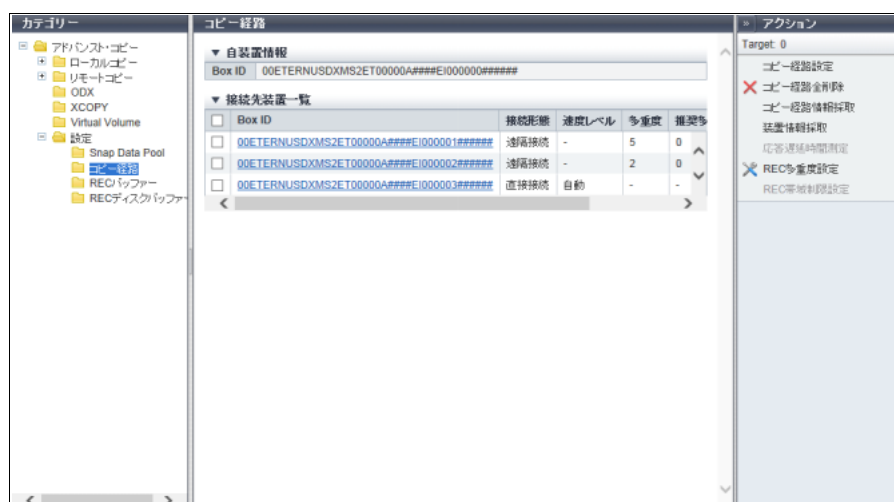 カテゴリー
アドバンスト・コピー
ローカルコピー
リモートコピー
ODX
XCOPY
Virtual Volume
設定
Snap Data Pool
コピー経路
RECバッファー
RECディスクバッファー
コピー経路
▼ 自装置情報
Box ID 00ETERNUSDXMS2ET00000A####EI000000######
▼ 接続先装置一覧
Box ID 接続形態 速度レベル 多重度 推奨多
00ETERNUSDXMS2ET00000A####EI000001###### 遠隔接続 - 5 0
00ETERNUSDXMS2ET00000A####EI000002###### 遠隔接続 - 2 0
00ETERNUSDXMS2ET00000A####EI000003###### 直接接続 自動 - -
» アクション
Target: 0
コピー経路設定
コピー経路全削除
コピー経路情報採取
装置情報採取
応答遅延時間測定
REC多重度設定
REC帯域制限設定